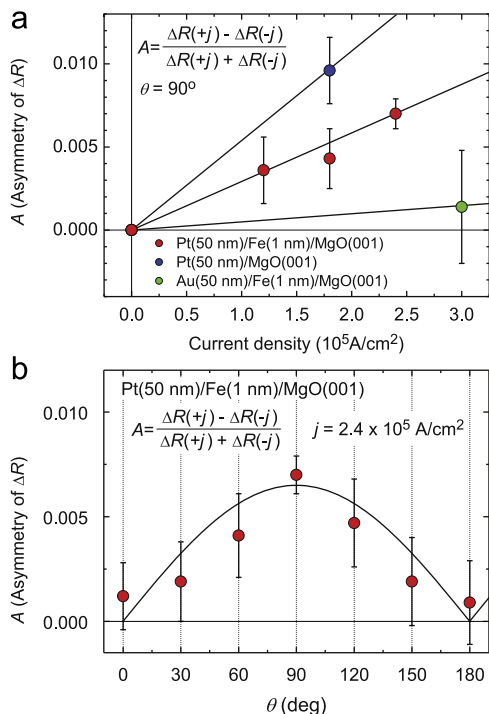 a
A = ΔR(+j) - ΔR(-j)
ΔR(+j) + ΔR(-j)
θ = 90°
A (Asymmetry of ΔR)
0.010
0.005
0.000
Pt(50 nm)/Fe(1 nm)/MgO(001)
Pt(50 nm)/MgO(001)
Au(50 nm)/Fe(1 nm)/MgO(001)
0.0 0.5 1.0 1.5 2.0 2.5 3.0
Current density (10⁵A/cm²)
b
Pt(50 nm)/Fe(1 nm)/MgO(001)
A = ΔR(+j) - ΔR(-j)
ΔR(+j) + ΔR(-j)
j = 2.4 x 10⁵ A/cm²
A (Asymmetry of ΔR)
0.010
0.005
0.000
0 30 60 90 120 150 180
θ (deg)